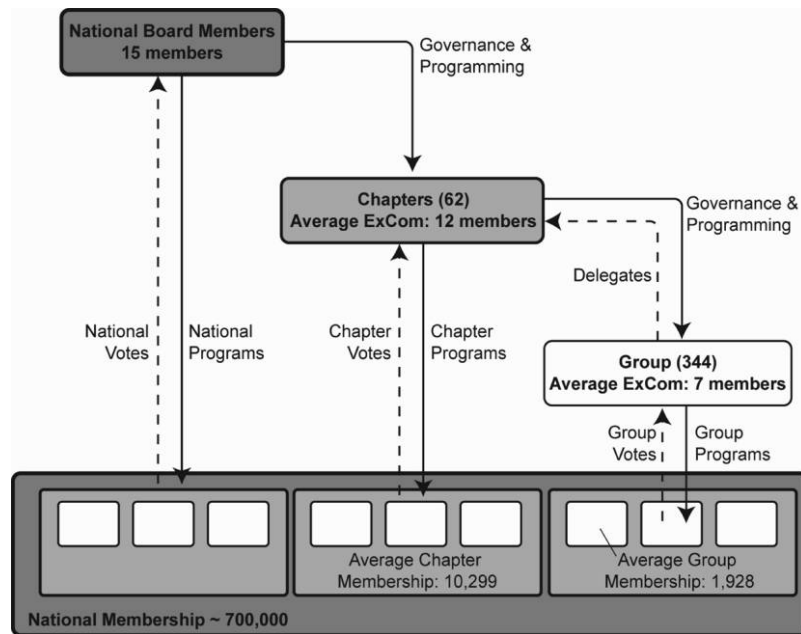 National Board Members
15 members
Governance &
Programming
Chapters (62)
Average ExCom: 12 members
Governance &
Programming
Delegates
National
Votes
National
Programs
Chapter
Votes
Chapter
Programs
Group (344)
Average ExCom: 7 members
Group
Votes
Group
Programs
Average Chapter
Membership: 10,299
Average Group
Membership: 1,928
National Membership ~ 700,000